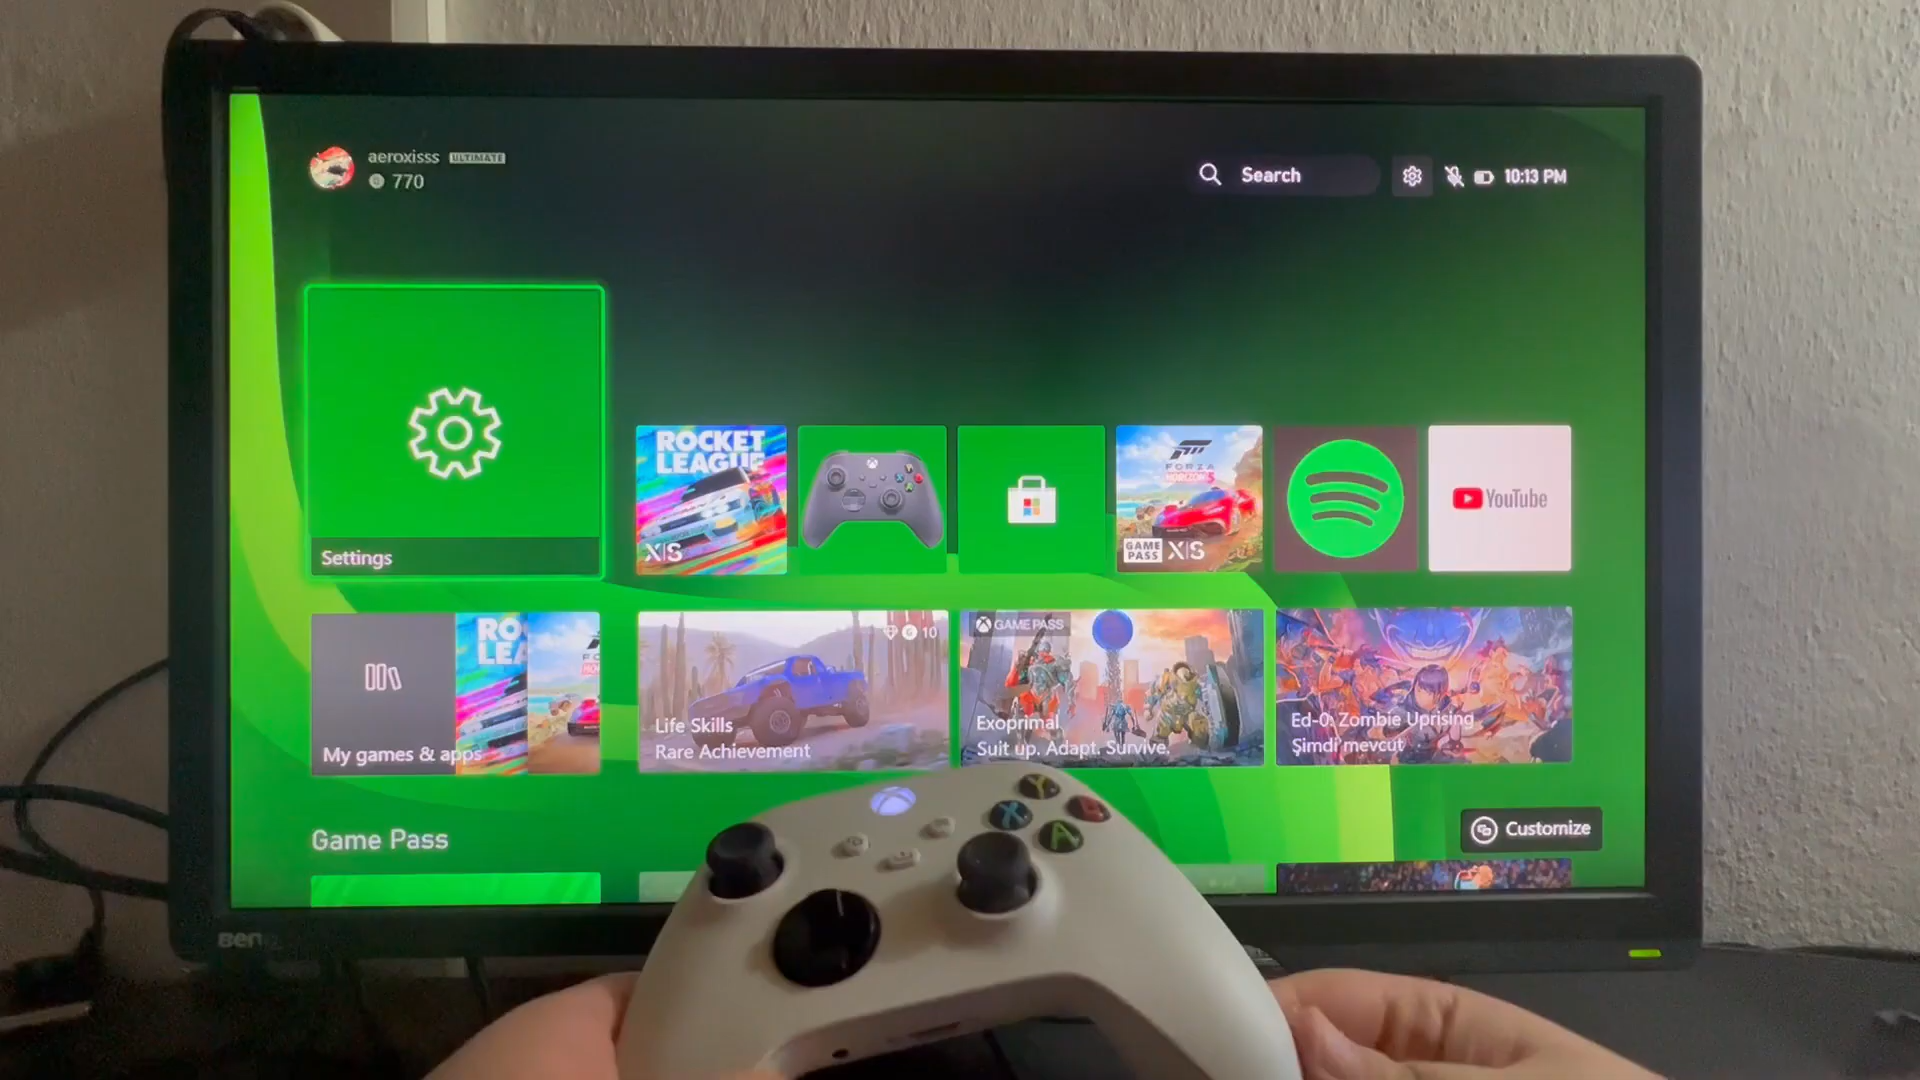 aeroxisss ULTIMATE
770
Search
10:13 PM
Settings
ROCKET
LEAGUE
X|S
FORZA
HORIZON 5
GAME
PASS
X|S
YouTube
RO
LEA
My games & apps
10
Life Skills
Rare Achievement
GAME PASS
Exoprimal
Suit up. Adapt. Survive.
Ed-0: Zombie Uprising
Şimdi mevcut
Game Pass
Customize
Y
X
B
A